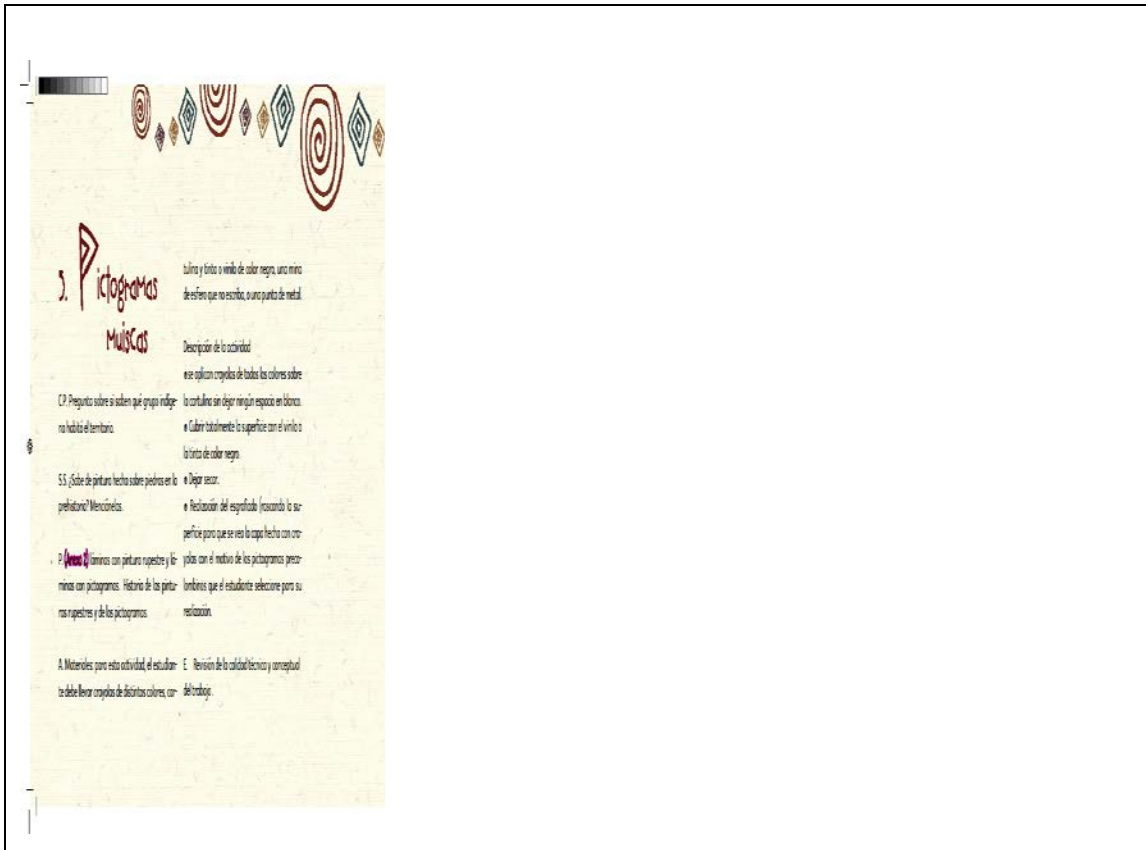 5. Pictogramas
Muiscas
C.P. Pregunta sobre si saben qué grupo indíge-
na habitó el territorio.
S.S. ¿Sabe de pintura hecha sobre piedras en la
prehistoria? Menciónelas.
P. (Anexo 2) láminas con pintura rupestre y lá-
minas con pictogramas. Historia de las pintu-
ras rupestres y de los pictogramas.
A. Materiales: para esta actividad, el estudian-
te debe llevar crayolas de distintos colores, car-
tulina y tinta o vinilo de color negro, una mina
de esfero que no escriba, o una punta de metal.
Descripción de la actividad
• se aplican crayolas de todos los colores sobre
la cartulina sin dejar ningún espacio en blanco.
• Cubrir totalmente la superficie con el vinilo o
la tinta de color negro.
• Dejar secar.
• Realización del esgrafiado (rascando la su-
perficie para que se vea la capa hecha con cra-
yolas con el motivo de los pictogramas preco-
lombinos que el estudiante seleccione para su
realización.
E. Revisión de la calidad técnica y conceptual
del trabajo.